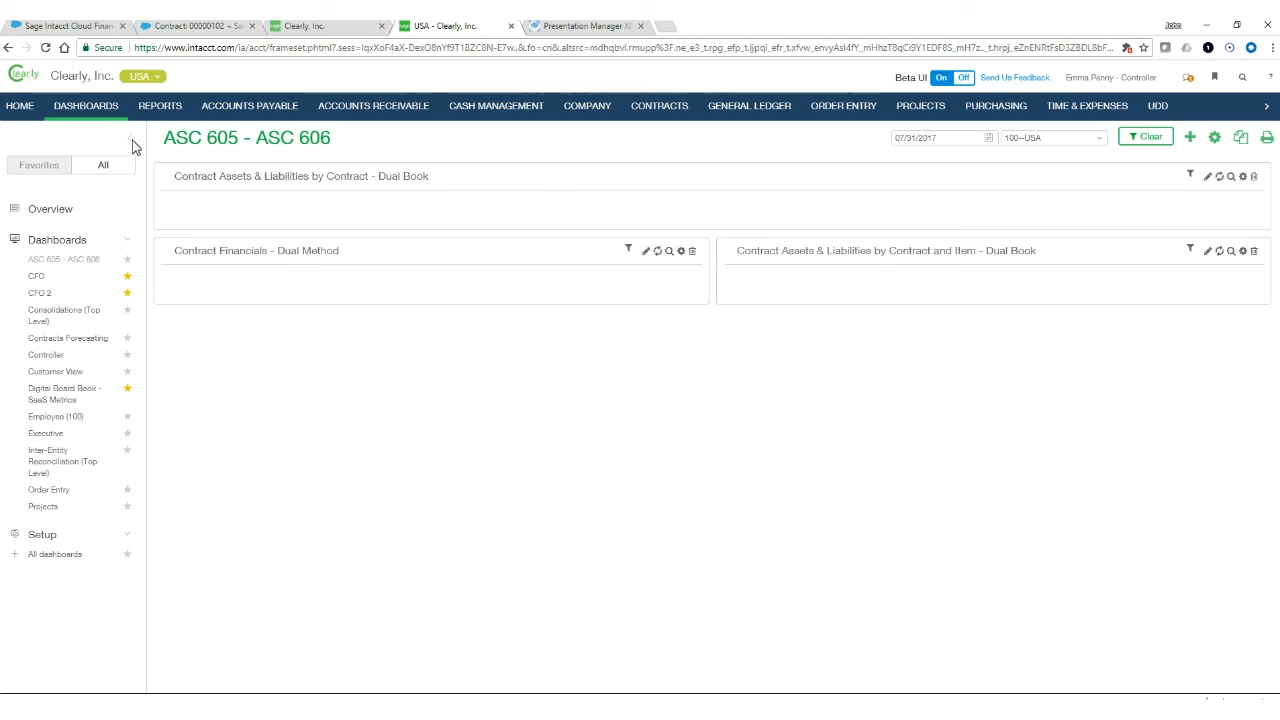 Sage Intacct Cloud Finan
Contract: 00000102 ~ Sal
Clearly, Inc.
USA - Clearly, Inc.
Presentation Manager XI
John
Secure
Clear.ly
Clearly, Inc.
USA
Beta UI
On
Off
Send Us Feedback
Emma Penny - Controller
HOME
DASHBOARDS
REPORTS
ACCOUNTS PAYABLE
ACCOUNTS RECEIVABLE
CASH MANAGEMENT
COMPANY
CONTRACTS
GENERAL LEDGER
ORDER ENTRY
PROJECTS
PURCHASING
TIME & EXPENSES
UDD
ASC 605 - ASC 606
07/31/2017
100--USA
Clear
Favorites
All
Contract Assets & Liabilities by Contract - Dual Book
Contract Financials - Dual Method
Contract Assets & Liabilities by Contract and Item - Dual Book
Overview
Dashboards
ASC 605 - ASC 606
CFO
CFO 2
Consolidations (Top
Level)
Contracts Forecasting
Controller
Customer View
Digital Board Book -
SaaS Metrics
Employee (100)
Executive
Inter-Entity
Reconciliation (Top
Level)
Order Entry
Projects
Setup
All dashboards